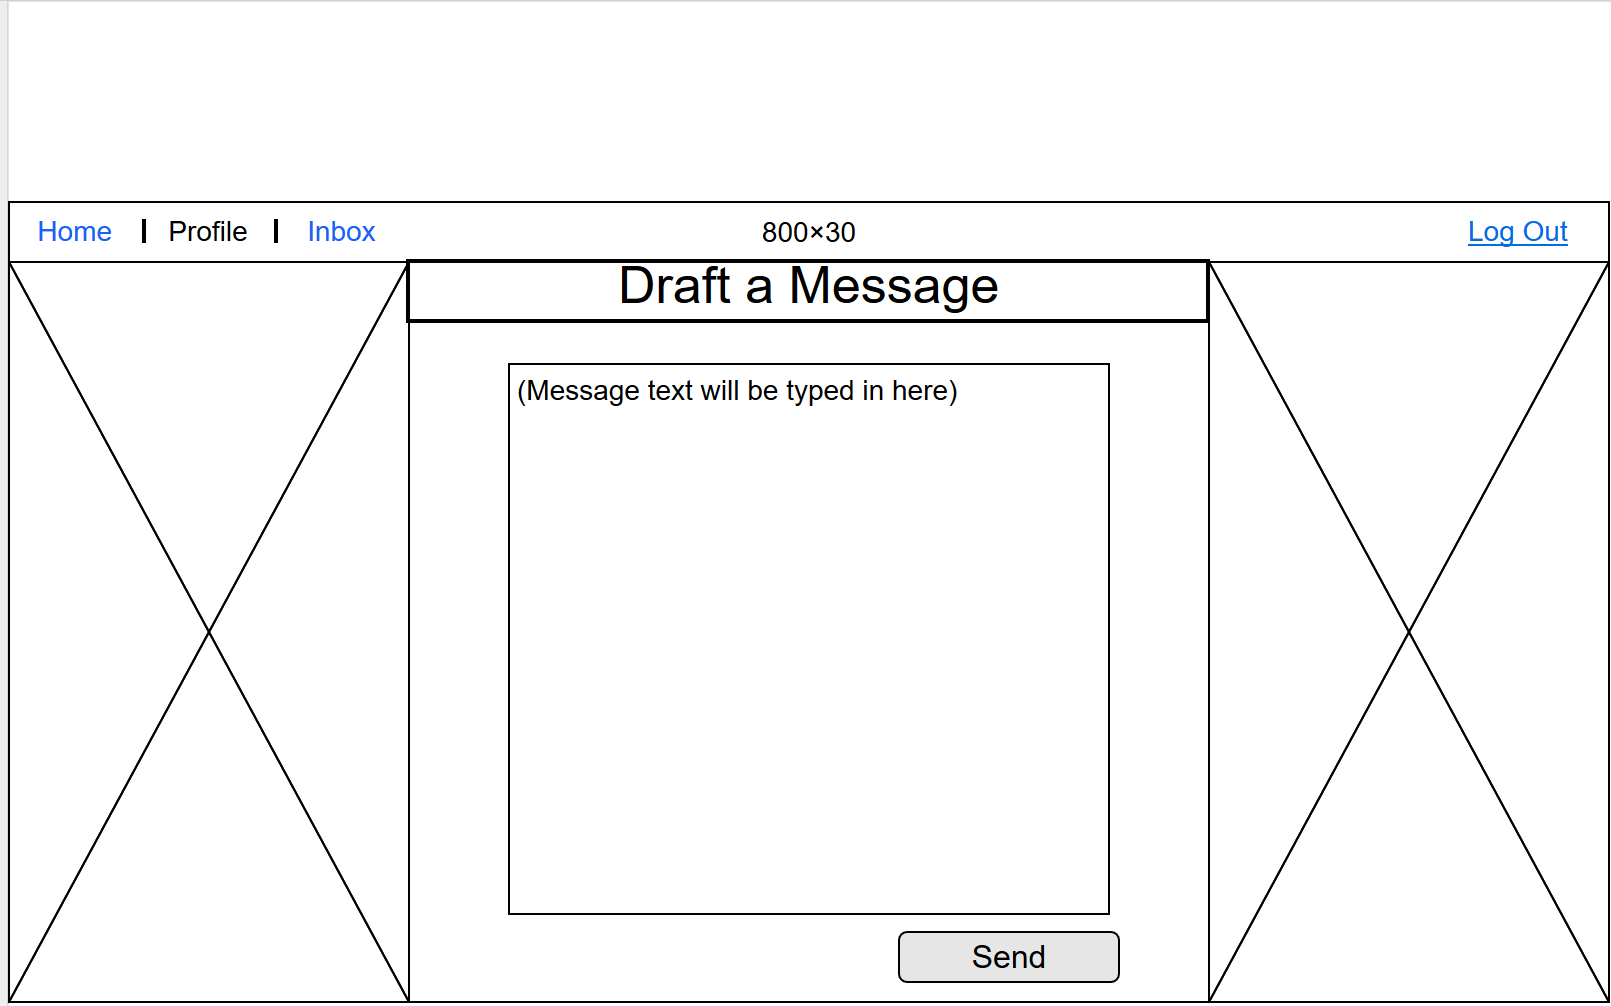 Home | Profile | Inbox 800×30 Log Out
Draft a Message
(Message text will be typed in here)
Send